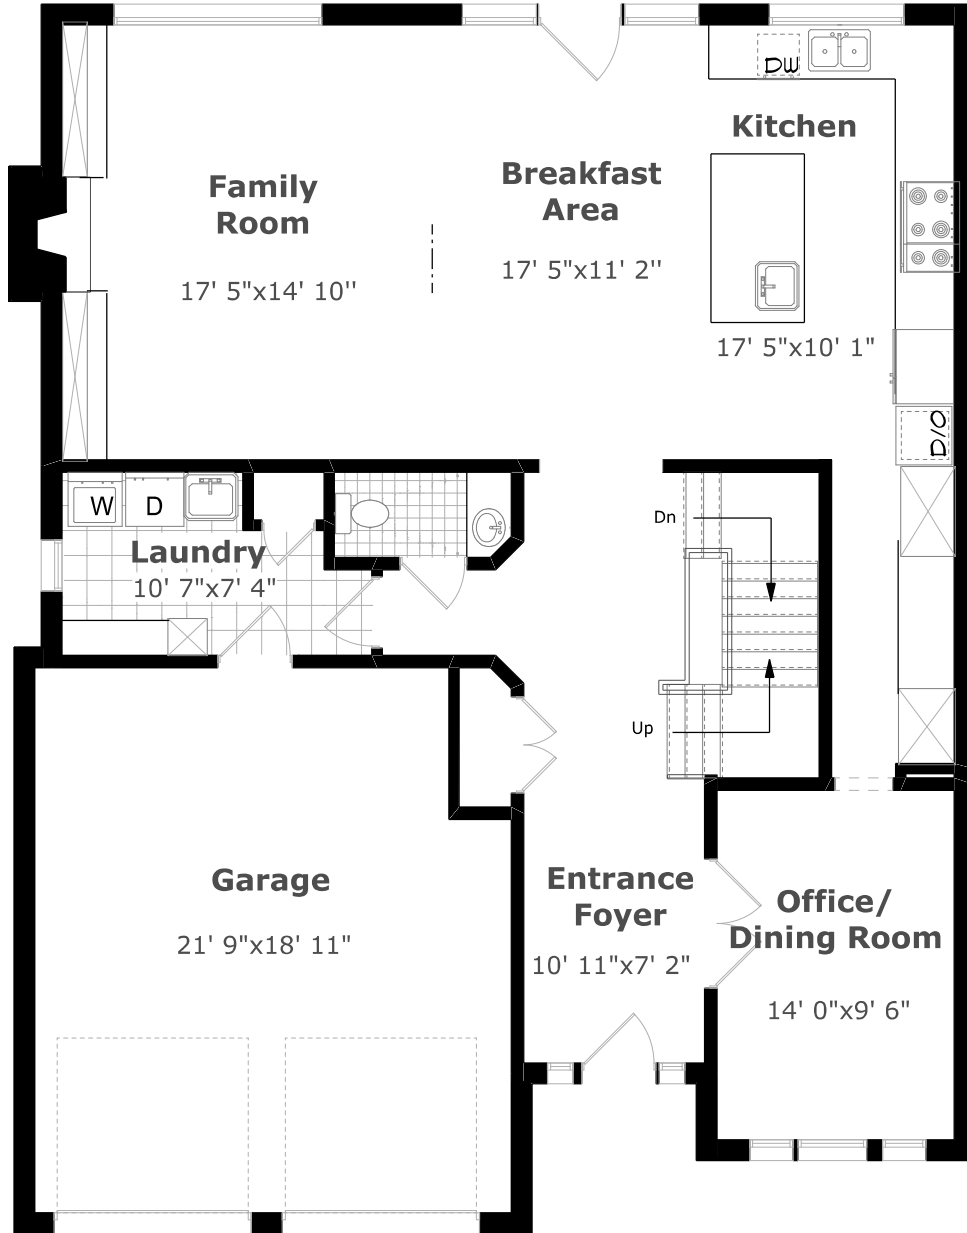 DW
Kitchen
Family
Room
17' 5"x14' 10''
Breakfast
Area
17' 5"x11' 2''
17' 5"x10' 1"
D/O
W
D
Laundry
10' 7"x7' 4"
Dn
Up
Garage
21' 9"x18' 11"
Entrance
Foyer
10' 11"x7' 2"
Office/
Dining Room
14' 0"x9' 6"